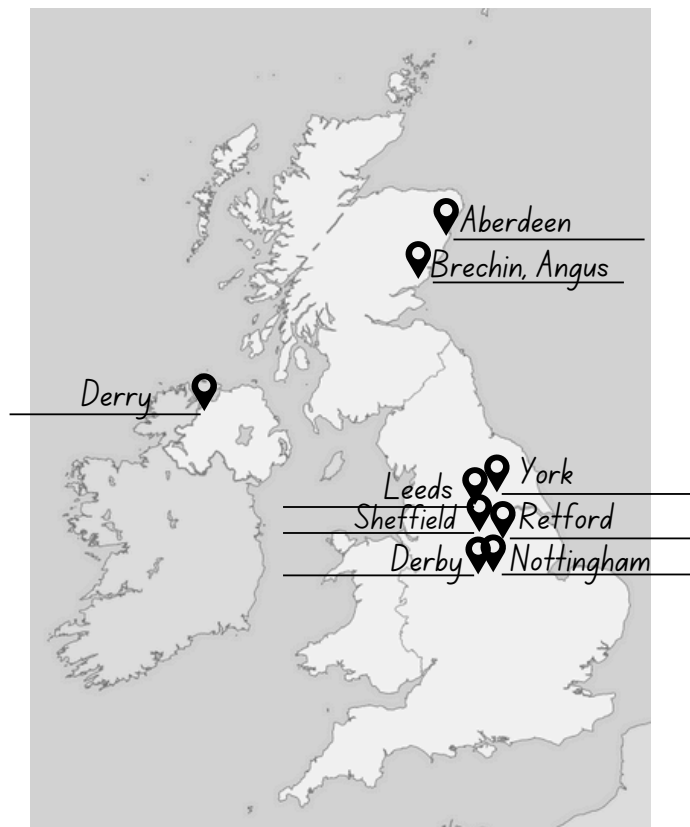 Aberdeen
Brechin, Angus
Derry
York
Leeds
Sheffield
Retford
Derby
Nottingham